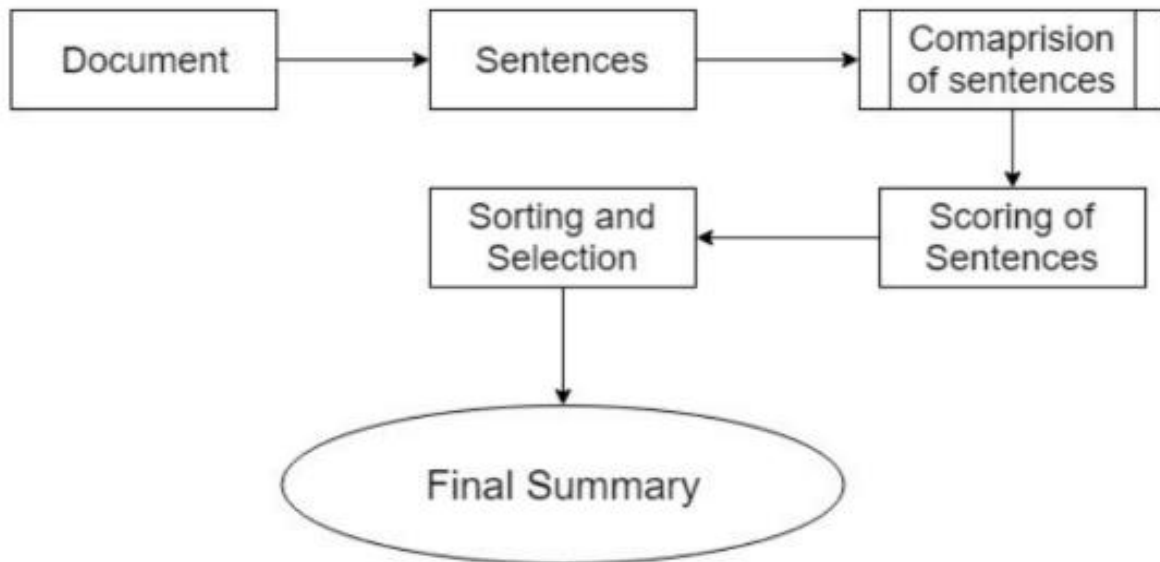 Document
Sentences
Comaprision
of sentences
Scoring of
Sentences
Sorting and
Selection
Final Summary